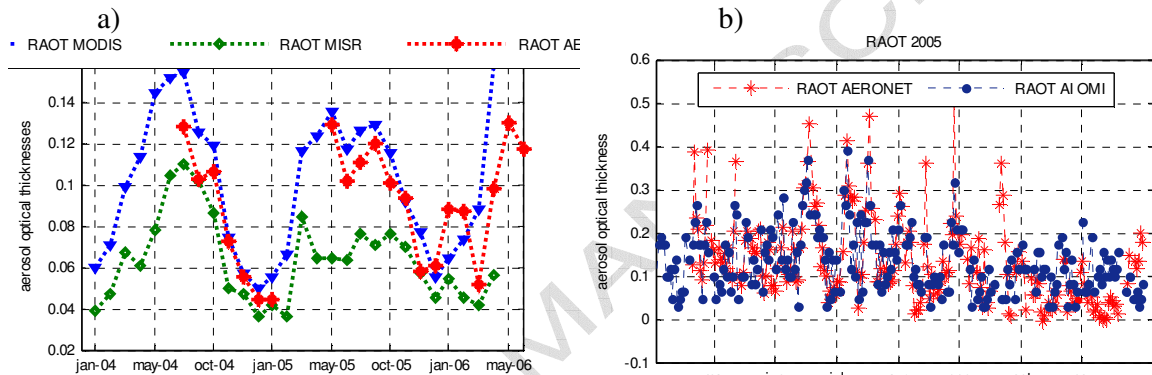 a)
RAOT MODIS RAOT MISR RAOT AE
aerosol optical thicknesses
0.14
0.12
0.1
0.08
0.06
0.04
0.02
jan-04 may-04 oct-04 jan-05 may-05 oct-05 jan-06 may-06
b)
RAOT 2005
RAOT AERONET RAOT AI OMI
aerosol optical thickness
0.6
0.5
0.4
0.3
0.2
0.1
0
-0.1